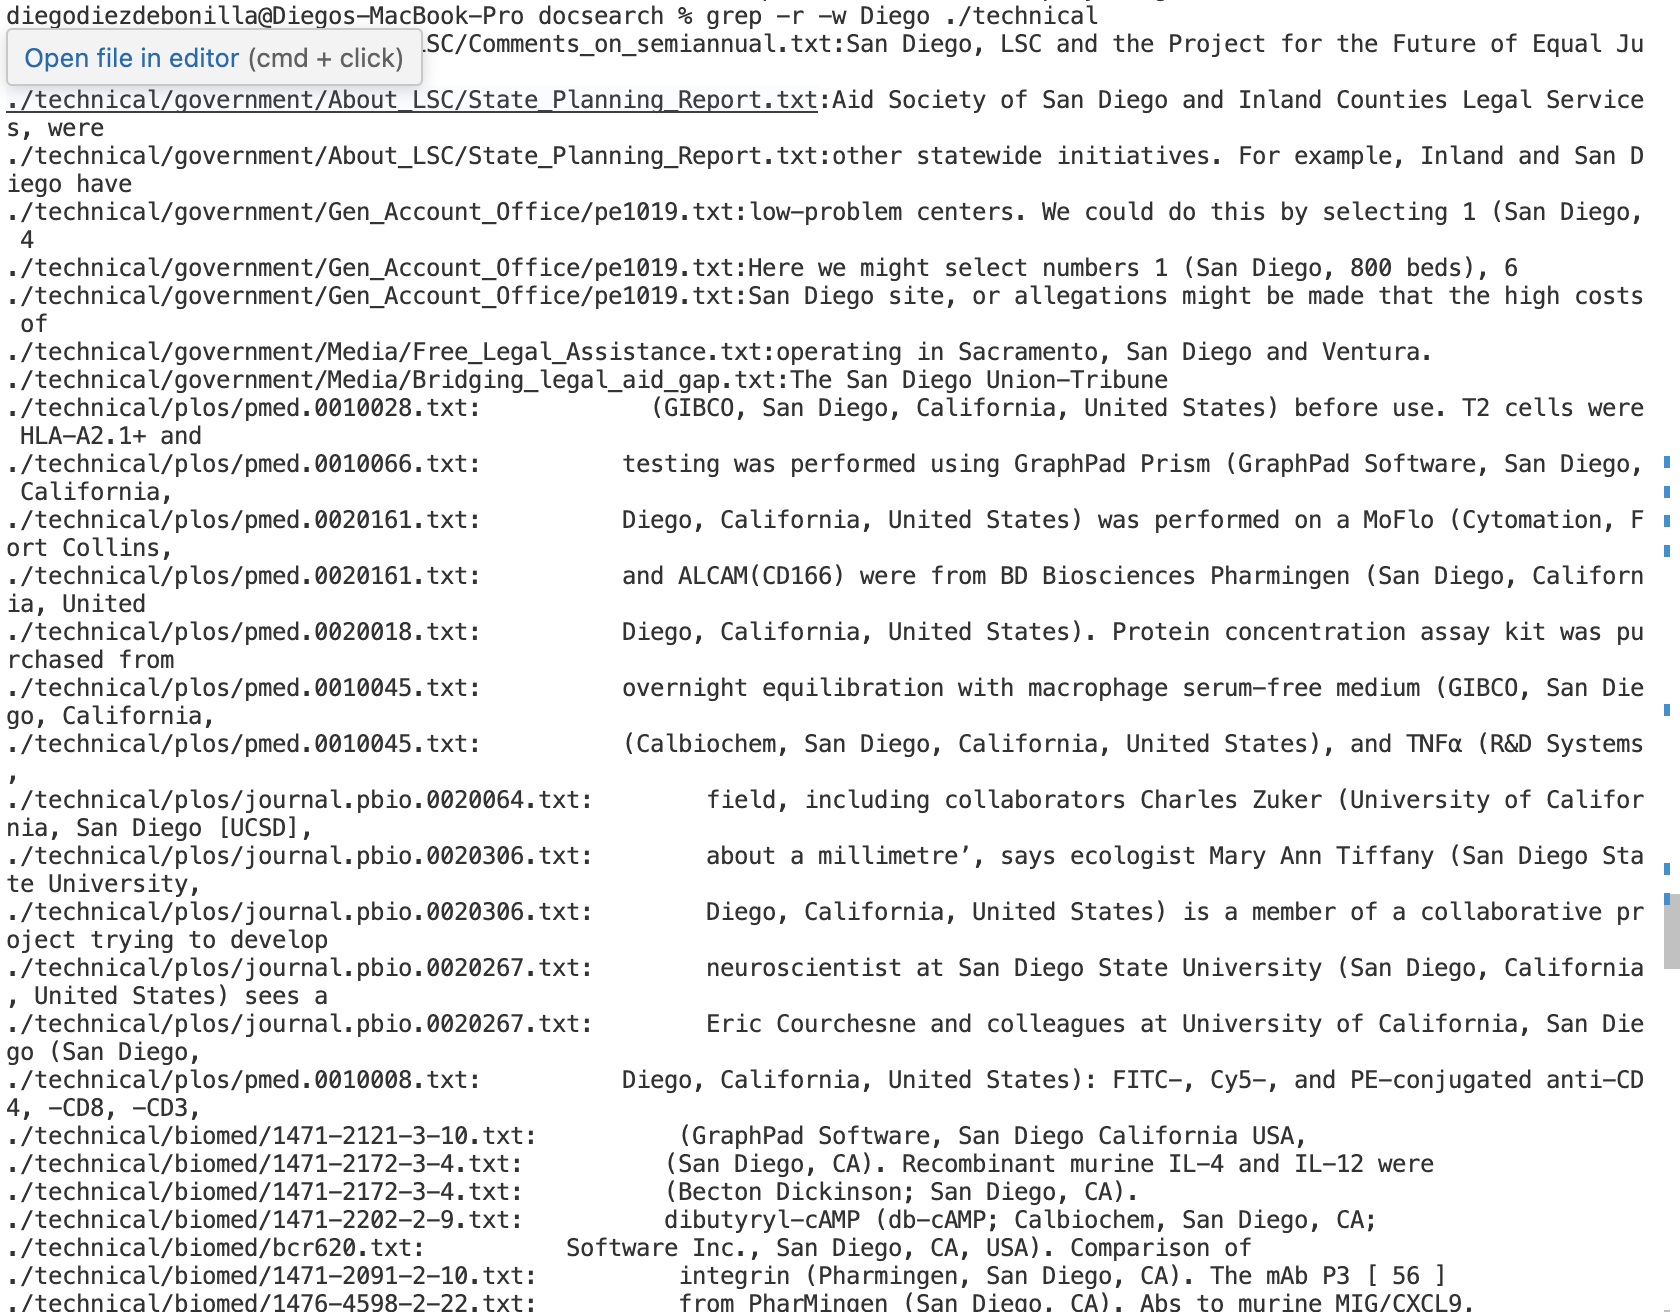 diegodiezdebonilla@Diegos-MacBook-Pro docsearch % grep -r -w Diego ./technical
LSC/Comments_on_semiannual.txt:San Diego, LSC and the Project for the Future of Equal Ju
Open file in editor (cmd + click)
./technical/government/About_LSC/State_Planning_Report.txt:Aid Society of San Diego and Inland Counties Legal Service
s, were
./technical/government/About_LSC/State_Planning_Report.txt:other statewide initiatives. For example, Inland and San D
iego have
./technical/government/Gen_Account_Office/pe1019.txt:low-problem centers. We could do this by selecting 1 (San Diego,
4
./technical/government/Gen_Account_Office/pe1019.txt:Here we might select numbers 1 (San Diego, 800 beds), 6
./technical/government/Gen_Account_Office/pe1019.txt:San Diego site, or allegations might be made that the high costs
of
./technical/government/Media/Free_Legal_Assistance.txt:operating in Sacramento, San Diego and Ventura.
./technical/government/Media/Bridging_legal_aid_gap.txt:The San Diego Union-Tribune
./technical/plos/pmed.0010028.txt: (GIBCO, San Diego, California, United States) before use. T2 cells were
HLA-A2.1+ and
./technical/plos/pmed.0010066.txt: testing was performed using GraphPad Prism (GraphPad Software, San Diego,
California,
./technical/plos/pmed.0020161.txt: Diego, California, United States) was performed on a MoFlo (Cytomation, F
ort Collins,
./technical/plos/pmed.0020161.txt: and ALCAM(CD166) were from BD Biosciences Pharmingen (San Diego, Californ
ia, United
./technical/plos/pmed.0020018.txt: Diego, California, United States). Protein concentration assay kit was pu
rchased from
./technical/plos/pmed.0010045.txt: overnight equilibration with macrophage serum-free medium (GIBCO, San Die
go, California,
./technical/plos/pmed.0010045.txt: (Calbiochem, San Diego, California, United States), and TNFα (R&D Systems
,
./technical/plos/journal.pbio.0020064.txt: field, including collaborators Charles Zuker (University of Califor
nia, San Diego [UCSD],
./technical/plos/journal.pbio.0020306.txt: about a millimetre’, says ecologist Mary Ann Tiffany (San Diego Sta
te University,
./technical/plos/journal.pbio.0020306.txt: Diego, California, United States) is a member of a collaborative pr
oject trying to develop
./technical/plos/journal.pbio.0020267.txt: neuroscientist at San Diego State University (San Diego, California
, United States) sees a
./technical/plos/journal.pbio.0020267.txt: Eric Courchesne and colleagues at University of California, San Die
go (San Diego,
./technical/plos/pmed.0010008.txt: Diego, California, United States): FITC-, Cy5-, and PE-conjugated anti-CD
4, -CD8, -CD3,
./technical/biomed/1471-2121-3-10.txt: (GraphPad Software, San Diego California USA,
./technical/biomed/1471-2172-3-4.txt: (San Diego, CA). Recombinant murine IL-4 and IL-12 were
./technical/biomed/1471-2172-3-4.txt: (Becton Dickinson; San Diego, CA).
./technical/biomed/1471-2202-2-9.txt: dibutyryl-cAMP (db-cAMP; Calbiochem, San Diego, CA;
./technical/biomed/bcr620.txt: Software Inc., San Diego, CA, USA). Comparison of
./technical/biomed/1471-2091-2-10.txt: integrin (Pharmingen, San Diego, CA). The mAb P3 [ 56 ]
./technical/biomed/1476-4598-2-22.txt: from PharMingen (San Diego, CA). Abs to murine MIG/CXCL9,